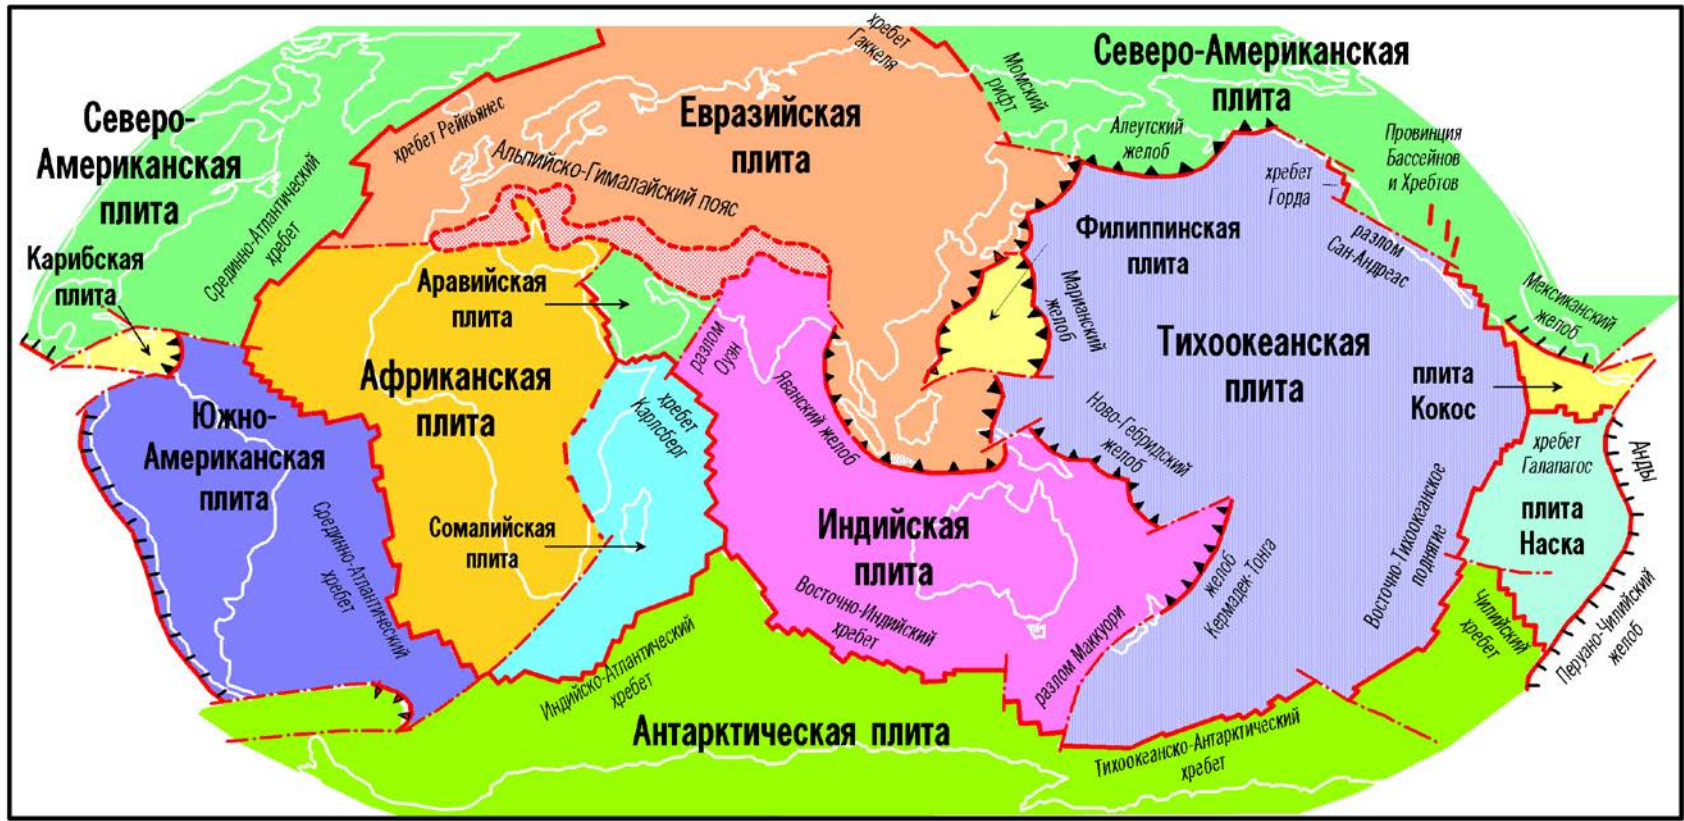 хребет
Гаккеля
Северо-Американская
плита
Момский
рифт
Северо-
Американская
плита
хребет Рейкьянес
Евразийская
плита
Алеутский
желоб
Провинция
Бассейнов
и Хребтов
Альпийско-Гималайский пояс
хребет
Горда
Срединно-Атлантический
хребет
Карибская
плита
Филиппинская
плита
разлом
Сан-Андреас
Аравийская
плита
Марианский
желоб
Мексиканский
желоб
разлом
Оуэн
Тихоокеанская
плита
Африканская
плита
плита
Кокос
хребет
Карлсберг
Яванский желоб
Ново-Гебридский
желоб
Южно-
Американская
плита
хребет
Галапагос
Анды
Срединно-Атлантический
хребет
Сомалийская
плита
Индийская
плита
плита
Наска
желоб
Кермадек-Тонга
Восточно-Тихоокеанское
поднятие
Восточно-Индийский
хребет
Чилийский
хребет
Перуано-Чилийский
желоб
Индийско-Атлантический
хребет
разлом Маккуори
Антарктическая плита
Тихоокеанско-Антарктический
хребет